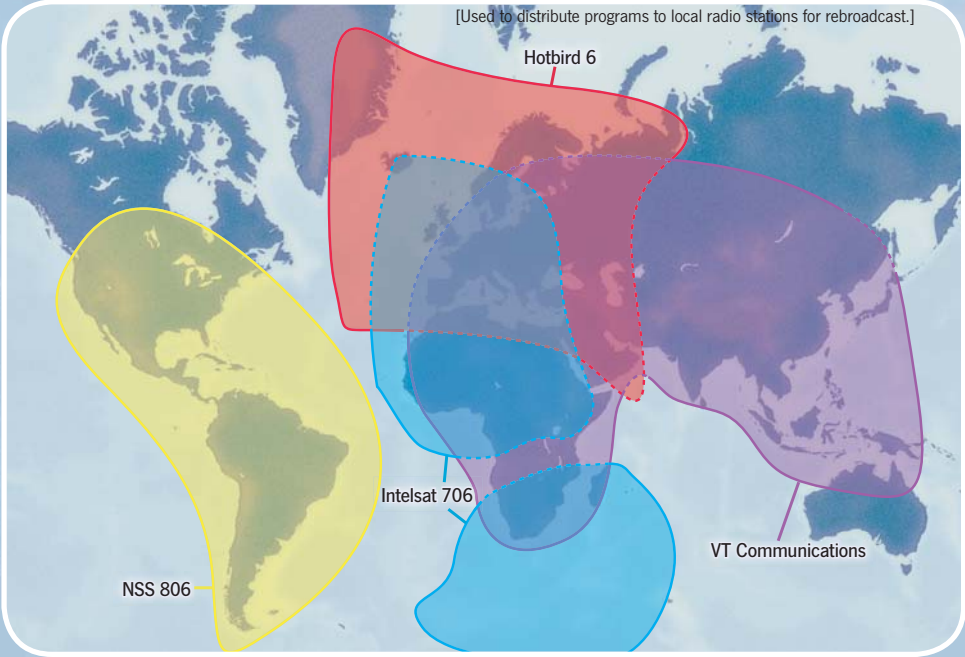 [Used to distribute programs to local radio stations for rebroadcast.]
Hotbird 6
Intelsat 706
VT Communications
NSS 806